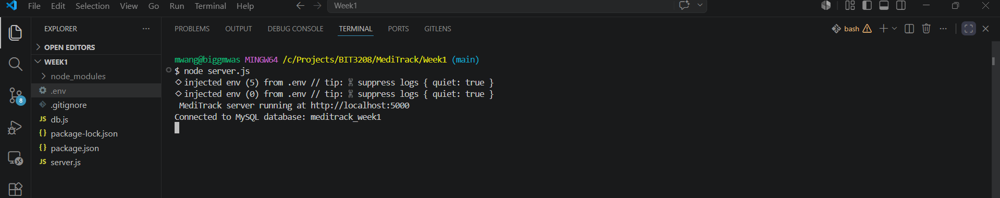 File Edit Selection View Go Run Terminal Help
Week1
EXPLORER
OPEN EDITORS
WEEK1
node_modules
.env
.gitignore
JS db.js
{} package-lock.json
{} package.json
JS server.js
8
PROBLEMS OUTPUT DEBUG CONSOLE TERMINAL PORTS GITLENS
bash
mwang@biggmwas MINGW64 /c/Projects/BIT3208/MediTrack/Week1 (main)
$ node server.js
injected env (5) from .env // tip: ⌘ suppress logs { quiet: true }
injected env (0) from .env // tip: ⌘ suppress logs { quiet: true }
MediTrack server running at http://localhost:5000
Connected to MySQL database: meditrack_week1